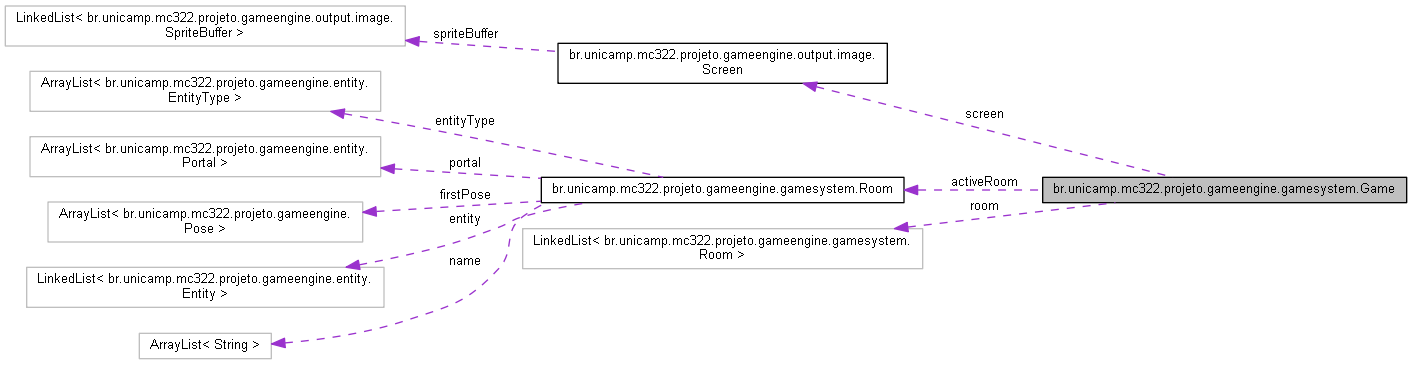 LinkedList< br.unicamp.mc322.projeto.gameengine.output.image.
SpriteBuffer >
spriteBuffer
br.unicamp.mc322.projeto.gameengine.output.image.
Screen
ArrayList< br.unicamp.mc322.projeto.gameengine.entity.
EntityType >
entityType
screen
ArrayList< br.unicamp.mc322.projeto.gameengine.entity.
Portal >
portal
br.unicamp.mc322.projeto.gameengine.gamesystem.Room
activeRoom
br.unicamp.mc322.projeto.gameengine.gamesystem.Game
firstPose
room
ArrayList< br.unicamp.mc322.projeto.gameengine.
Pose >
entity
LinkedList< br.unicamp.mc322.projeto.gameengine.gamesystem.
Room >
name
LinkedList< br.unicamp.mc322.projeto.gameengine.entity.
Entity >
ArrayList< String >